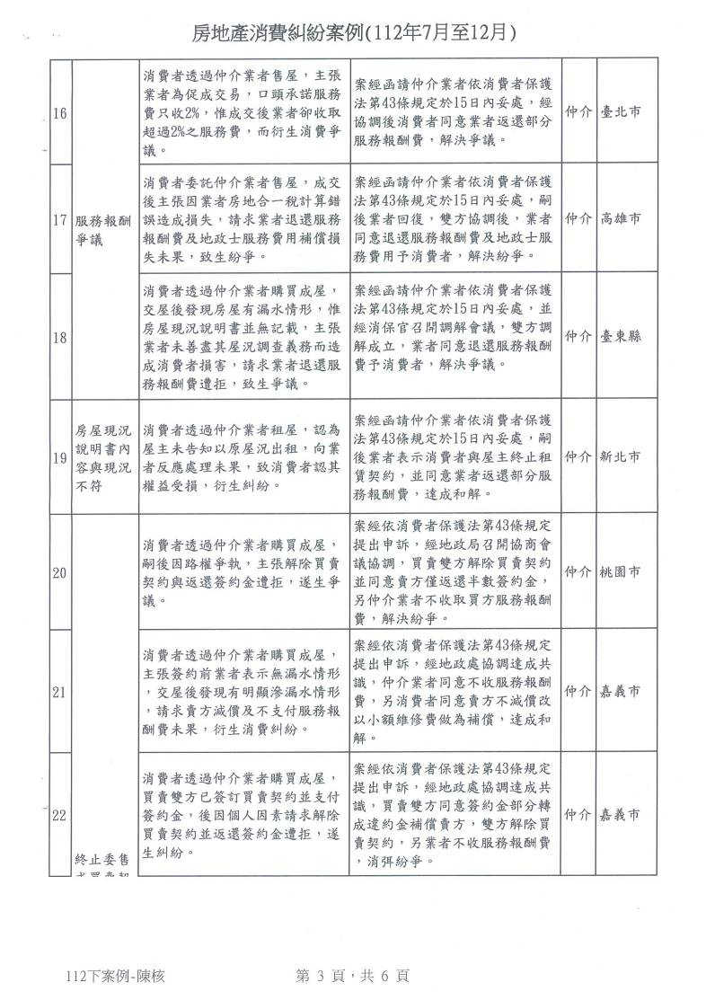 房地產消費糾紛案例(112年7月至12月)
16
消費者透過仲介業者售屋，主張
業者為促成交易，口頭承諾服務
費只收2%，惟成交後業者卻收取
超過2%之服務費，而衍生消費爭
議。
案經函請仲介業者依消費者保護
法第43條規定於15日內妥處，經
協調後消費者同意業者返還部分
服務報酬費，解決爭議。
仲介
臺北市
17
服務報酬
爭議
消費者委託仲介業者售屋，成交
後主張因業者房地合一稅計算錯
誤造成損失，請求業者退還服務
報酬費及地政士服務費用補償損
失未果，致生紛爭。
案經函請仲介業者依消費者保護
法第43條規定於15日內妥處，嗣
後業者回復，雙方協調後，業者
同意退還服務報酬費及地政士服
務費用予消費者，解決紛爭。
仲介
高雄市
18
消費者透過仲介業者購買成屋，
交屋後發現房屋有漏水情形，惟
房屋現況說明書並無記載，主張
業者未善盡其屋況調查義務而造
成消費者損害，請求業者退還服
務報酬費遭拒，致生爭議。
案經函請仲介業者依消費者保護
法第43條規定於15日內妥處，並
經消保官召開調解會議，雙方調
解成立，業者同意退還服務報酬
費予消費者，解決爭議。
仲介
臺東縣
19
房屋現況
說明書內
容與現況
不符
消費者透過仲介業者租屋，認為
屋主未告知以原屋況出租，向業
者反應處理未果，致消費者認其
權益受損，衍生糾紛。
案經函請仲介業者依消費者保護
法第43條規定於15日內妥處，嗣
後業者表示消費者與屋主終止租
賃契約，並同意業者返還部分服
務報酬費，達成和解。
仲介
新北市
20
消費者透過仲介業者購買成屋，
嗣後因路權爭執，主張解除買賣
契約與返還簽約金遭拒，遂生爭
議。
案經依消費者保護法第43條規定
提出申訴，經地政局召開協商會
議協調，買賣雙方解除買賣契約
並同意賣方僅返還半數簽約金，
另仲介業者不收取買方服務報酬
費，解決紛爭。
仲介
桃園市
21
消費者透過仲介業者購買成屋，
主張簽約前業者表示無漏水情形
，交屋後發現有明顯滲漏水情形
，請求賣方減價及不支付服務報
酬費未果，衍生消費糾紛。
案經依消費者保護法第43條規定
提出申訴，經地政處協調達成共
識，仲介業者同意不收服務報酬
費，另消費者同意賣方不減價改
以小額維修費做為補償，達成和
解。
仲介
嘉義市
22
消費者透過仲介業者購買成屋，
買賣雙方已簽訂買賣契約並支付
簽約金，後因個人因素請求解除
買賣契約並返還簽約金遭拒，遂
生糾紛。
案經依消費者保護法第43條規定
提出申訴，經地政處協調達成共
識，買賣雙方同意簽約金部分轉
成違約金補償賣方，雙方解除買
賣契約，另業者不收服務報酬費
，消弭紛爭。
仲介
嘉義市
終止委售
112下案例-陳核
第 3 頁，共 6 頁